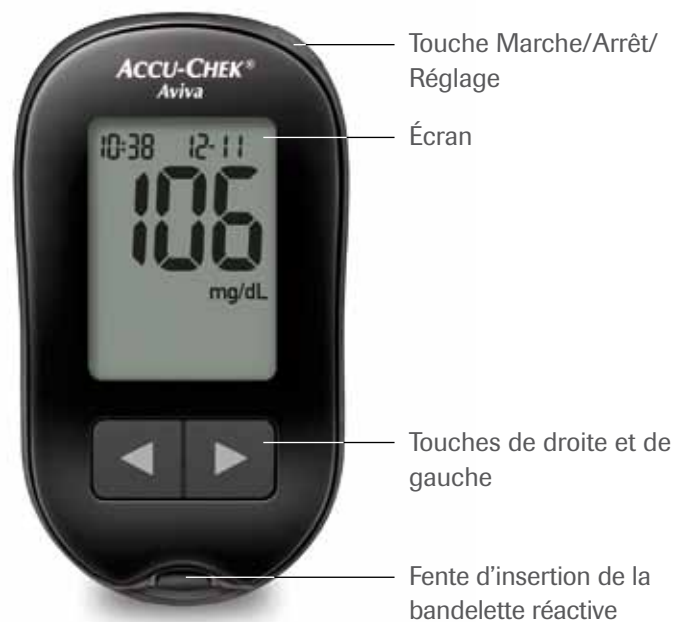 Touche Marche/Arrêt/
Réglage
ACCU-CHEK®
Aviva
Écran
10:38 12-11
106
mg/dL
Touches de droite et de
gauche
Fente d'insertion de la
bandelette réactive